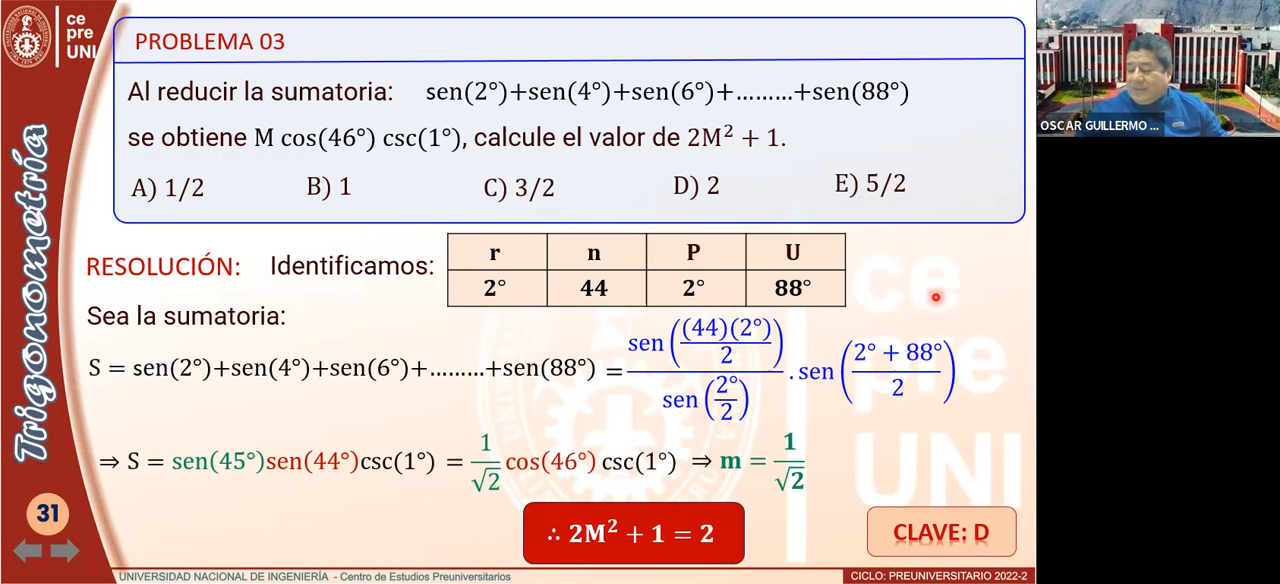 ce
pre
UNI
PROBLEMA 03
Al reducir la sumatoria: sen(2°)+sen(4°)+sen(6°)+.........+sen(88°)
se obtiene M cos(46°) csc(1°), calcule el valor de 2M² + 1.
A) 1/2 B) 1 C) 3/2 D) 2 E) 5/2
OSCAR GUILLERMO ...
Trigonometría
RESOLUCIÓN: Identificamos:
r n P U
2° 44 2° 88°
Sea la sumatoria:
S = sen(2°)+sen(4°)+sen(6°)+.........+sen(88°) = sen((44)(2°)/2) / sen(2°/2) . sen((2° + 88°)/2)
⇒ S = sen(45°)sen(44°)csc(1°) = 1/√2 cos(46°) csc(1°) ⇒ m = 1/√2
∴ 2M² + 1 = 2
CLAVE: D
31
ce
pre
UNI
UNIVERSIDAD NACIONAL DE INGENIERÍA - Centro de Estudios Preuniversitarios
CICLO: PREUNIVERSITARIO 2022-2